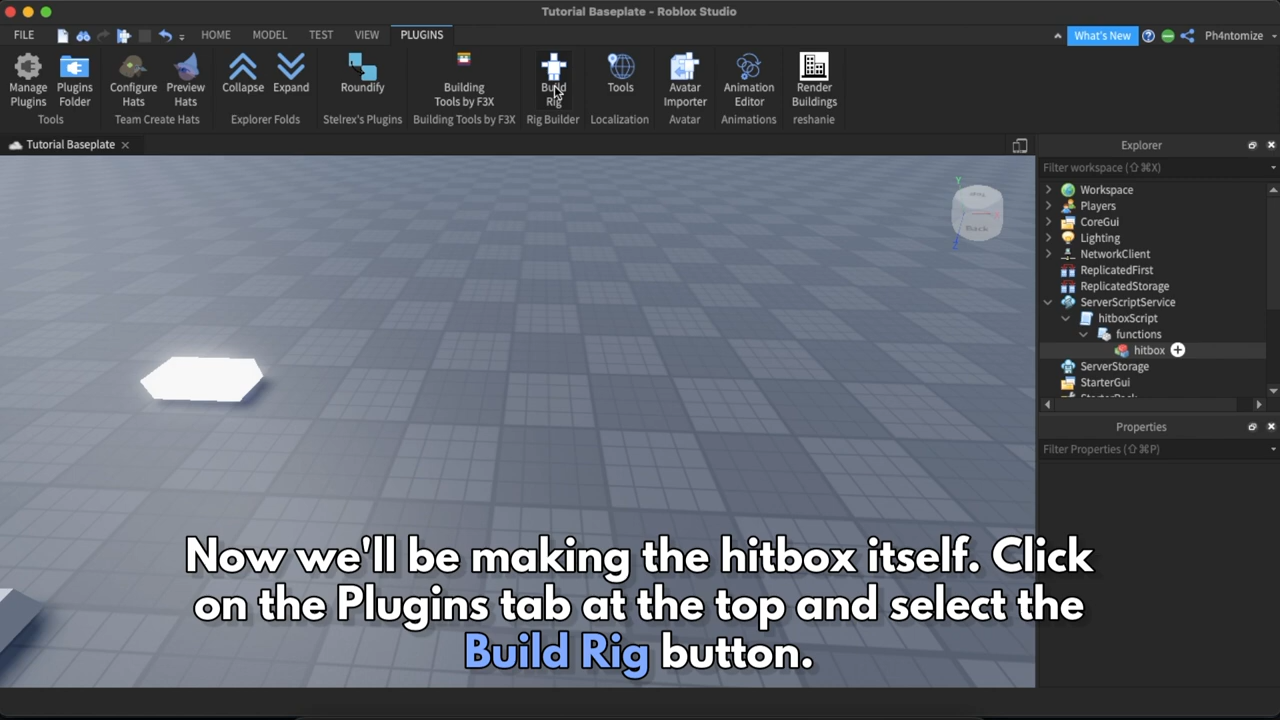 Tutorial Baseplate - Roblox Studio
FILE HOME MODEL TEST VIEW PLUGINS What's New Ph4ntomize
Manage Plugins
Plugins Folder
Configure Hats
Preview Hats
Collapse
Expand
Roundify
Building Tools by F3X
Build Rig
Tools
Avatar Importer
Animation Editor
Render Buildings
Tools Team Create Hats Explorer Folds Stelrex's Plugins Building Tools by F3X Rig Builder Localization Avatar Animations reshanie
Tutorial Baseplate
Y
Back
Z
Explorer
Filter workspace (⇧⌘X)
Workspace
Players
CoreGui
Lighting
NetworkClient
ReplicatedFirst
ReplicatedStorage
ServerScriptService
hitboxScript
functions
hitbox
ServerStorage
StarterGui
Properties
Filter Properties (⇧⌘P)
Now we'll be making the hitbox itself. Click
on the Plugins tab at the top and select the
Build Rig button.